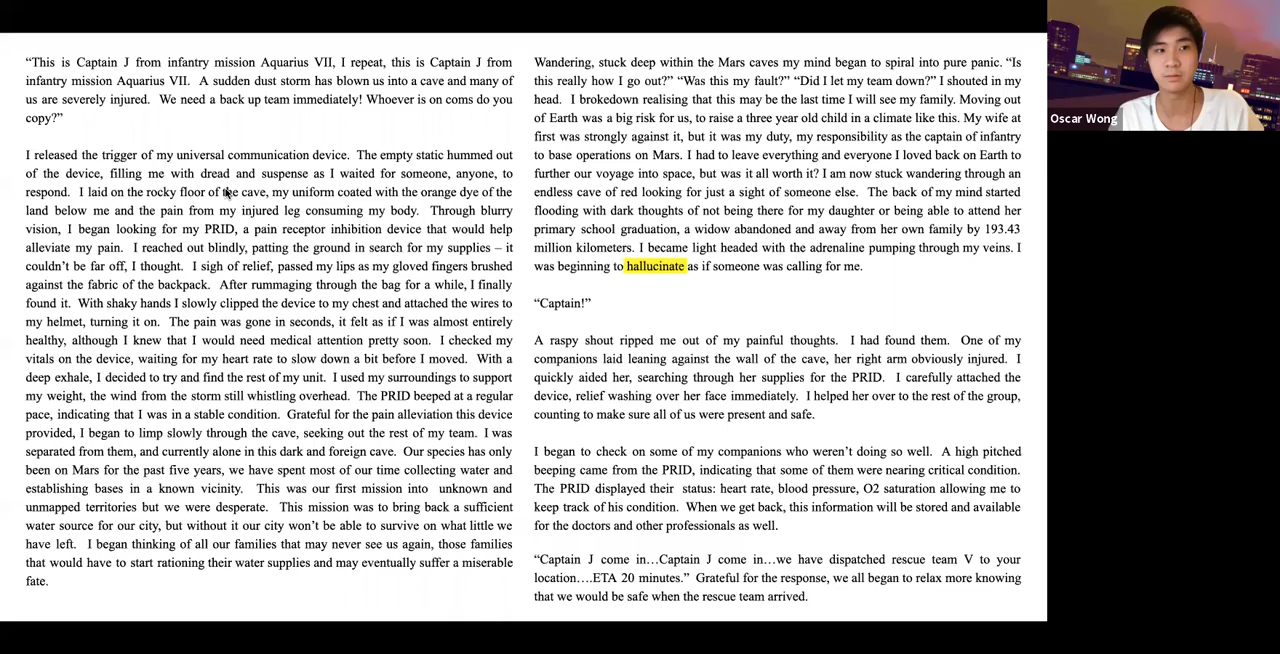 “This is Captain J from infantry mission Aquarius VII, I repeat, this is Captain J from
infantry mission Aquarius VII.  A sudden dust storm has blown us into a cave and many of
us are severely injured.  We need a back up team immediately! Whoever is on coms do you
copy?”
I released the trigger of my universal communication device.  The empty static hummed out
of the device, filling me with dread and suspense as I waited for someone, anyone, to
respond.  I laid on the rocky floor of the cave, my uniform coated with the orange dye of the
land below me and the pain from my injured leg consuming my body.  Through blurry
vision, I began looking for my PRID, a pain receptor inhibition device that would help
alleviate my pain.  I reached out blindly, patting the ground in search for my supplies – it
couldn’t be far off, I thought.  I sigh of relief, passed my lips as my gloved fingers brushed
against the fabric of the backpack.  After rummaging through the bag for a while, I finally
found it.  With shaky hands I slowly clipped the device to my chest and attached the wires to
my helmet, turning it on.  The pain was gone in seconds, it felt as if I was almost entirely
healthy, although I knew that I would need medical attention pretty soon.  I checked my
vitals on the device, waiting for my heart rate to slow down a bit before I moved.  With a
deep exhale, I decided to try and find the rest of my unit.  I used my surroundings to support
my weight, the wind from the storm still whistling overhead.  The PRID beeped at a regular
pace, indicating that I was in a stable condition.  Grateful for the pain alleviation this device
provided, I began to limp slowly through the cave, seeking out the rest of my team.  I was
separated from them, and currently alone in this dark and foreign cave.  Our species has only
been on Mars for the past five years, we have spent most of our time collecting water and
establishing bases in a known vicinity.  This was our first mission into  unknown and
unmapped territories but we were desperate.  This mission was to bring back a sufficient
water source for our city, but without it our city won’t be able to survive on what little we
have left.  I began thinking of all our families that may never see us again, those families
that would have to start rationing their water supplies and may eventually suffer a miserable
fate.
Wandering, stuck deep within the Mars caves my mind began to spiral into pure panic. “Is
this really how I go out?” “Was this my fault?” “Did I let my team down?” I shouted in my
head.  I brokedown realising that this may be the last time I will see my family. Moving out
of Earth was a big risk for us, to raise a three year old child in a climate like this. My wife at
first was strongly against it, but it was my duty, my responsibility as the captain of infantry
to base operations on Mars. I had to leave everything and everyone I loved back on Earth to
further our voyage into space, but was it all worth it? I am now stuck wandering through an
endless cave of red looking for just a sight of someone else.  The back of my mind started
flooding with dark thoughts of not being there for my daughter or being able to attend her
primary school graduation, a widow abandoned and away from her own family by 193.43
million kilometers. I became light headed with the adrenaline pumping through my veins. I
was beginning to hallucinate as if someone was calling for me.
“Captain!”
A raspy shout ripped me out of my painful thoughts.  I had found them.  One of my
companions laid leaning against the wall of the cave, her right arm obviously injured.  I
quickly aided her, searching through her supplies for the PRID.  I carefully attached the
device, relief washing over her face immediately.  I helped her over to the rest of the group,
counting to make sure all of us were present and safe.
I began to check on some of my companions who weren’t doing so well.  A high pitched
beeping came from the PRID, indicating that some of them were nearing critical condition.
The PRID displayed their  status: heart rate, blood pressure, O2 saturation allowing me to
keep track of his condition.  When we get back, this information will be stored and available
for the doctors and other professionals as well.
“Captain J come in…Captain J come in…we have dispatched rescue team V to your
location….ETA 20 minutes.”  Grateful for the response, we all began to relax more knowing
that we would be safe when the rescue team arrived.
Oscar Wong